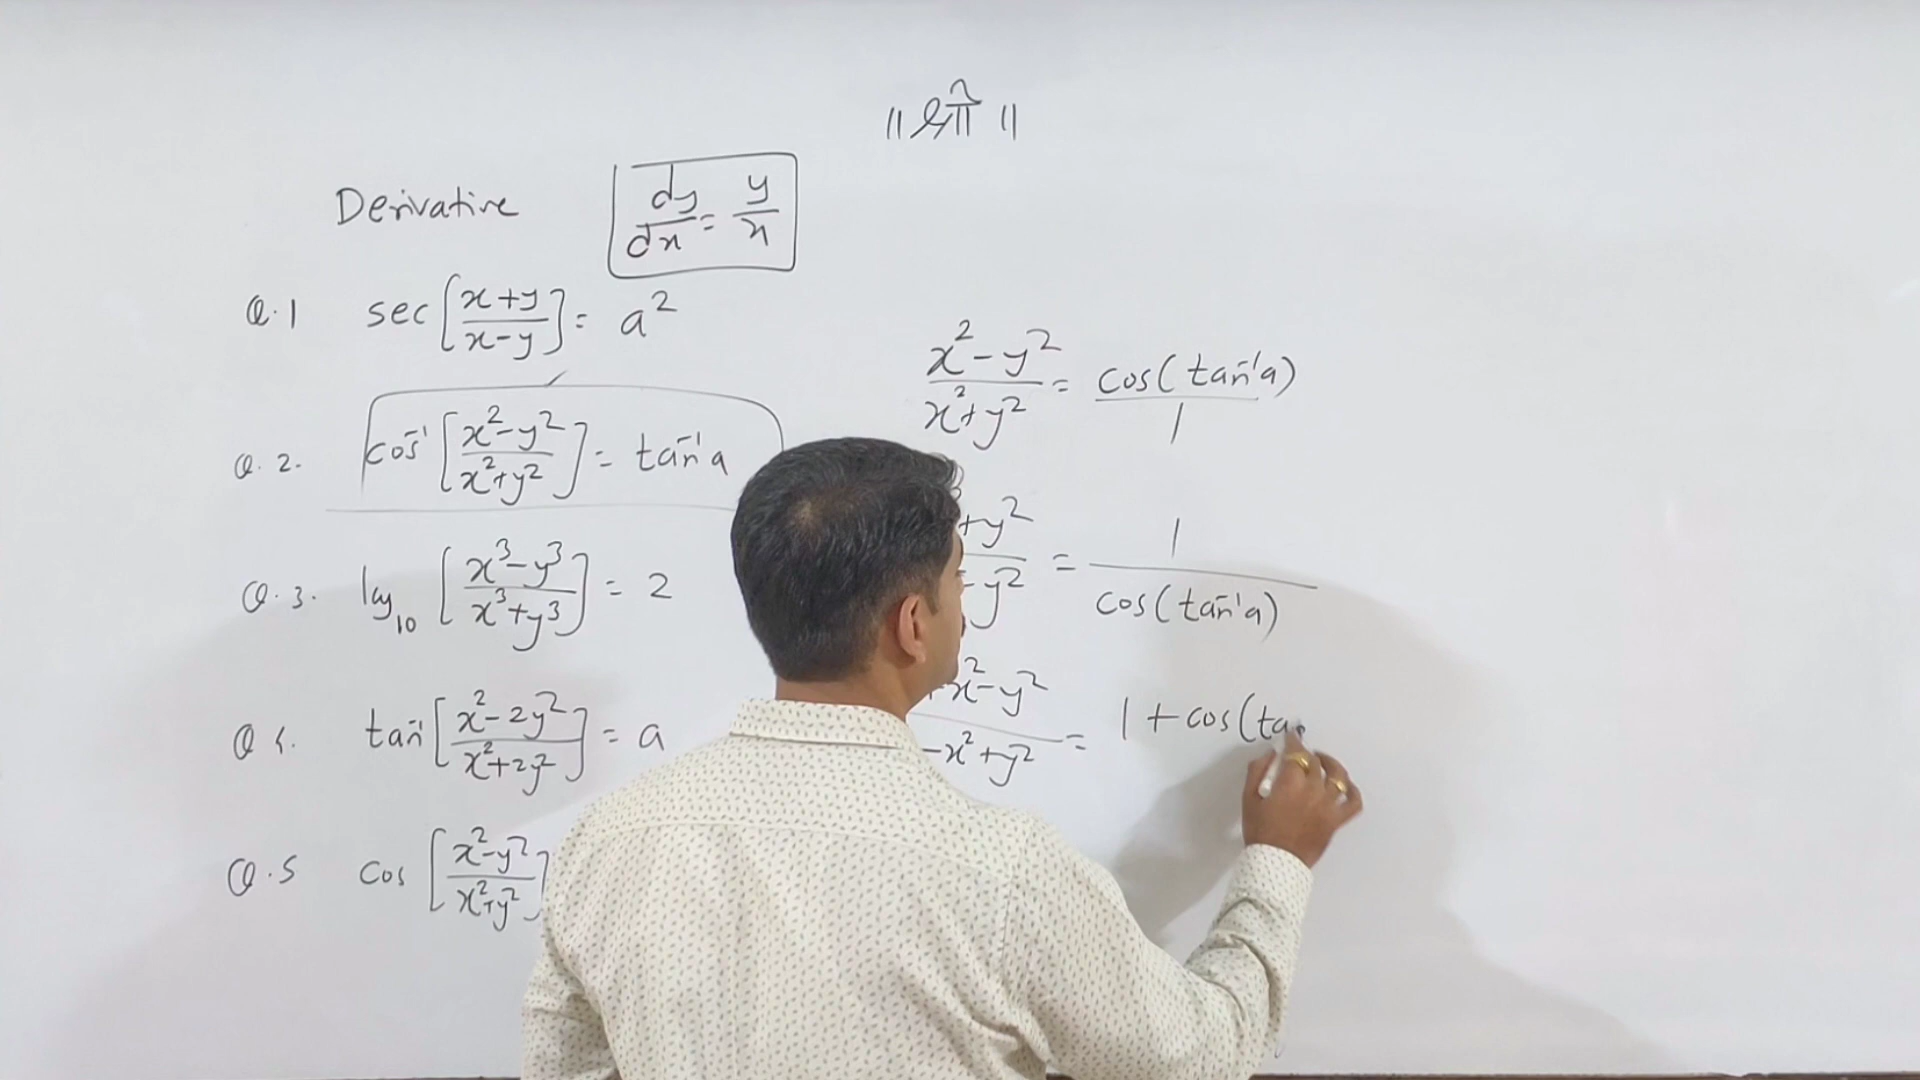 ॥ श्री ॥
Derivative dy/dx = y/x
Q.1 sec[(x+y)/(x-y)] = a²
Q.2. cos⁻¹[(x²-y²)/(x²+y²)] = tan⁻¹a
Q.3. log₁₀[(x³-y³)/(x³+y³)] = 2
Q4. tan⁻¹[(x²-2y²)/(x²+2y²)] = a
Q.5 cos[(x²-y²)/(x²+y²)]
(x²-y²)/(x²+y²) = cos(tan⁻¹a)/1
+y²/-y² = 1/cos(tan⁻¹a)
+x²-y²/-x²+y² = 1+cos(ta